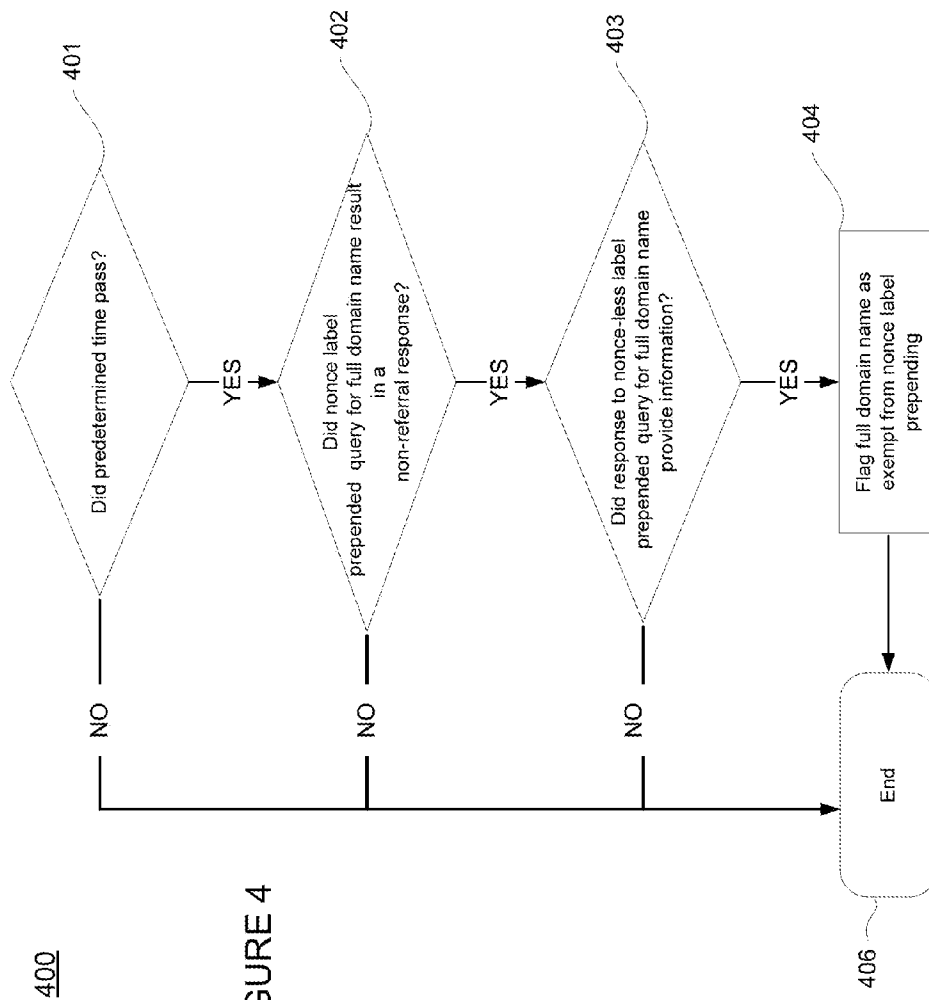 400
401
Did predetermined time pass?
NO
YES
402
Did nonce label
prepended query for full domain name result
in a
non-referral response?
NO
YES
403
Did response to nonce-less label
prepended query for full domain name
provide information?
NO
YES
404
Flag full domain name as
exempt from nonce label
prepending
End
406
GURE 4